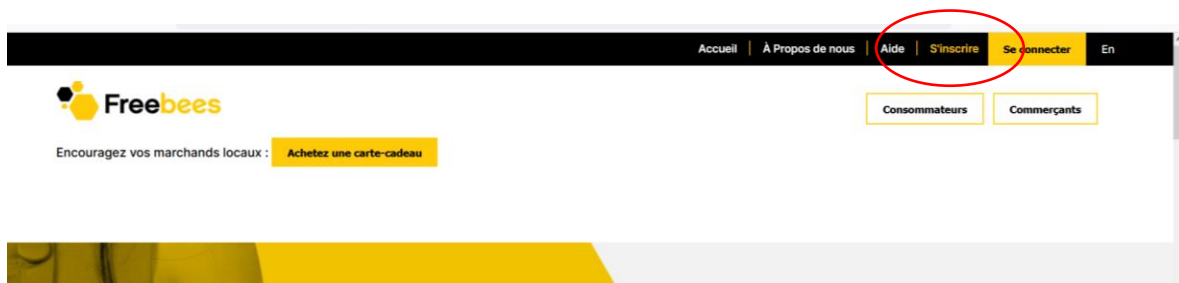 Accueil | À Propos de nous | Aide | S'inscrire Se connecter En
Freebees
Consommateurs Commerçants
Encouragez vos marchands locaux : Achetez une carte-cadeau